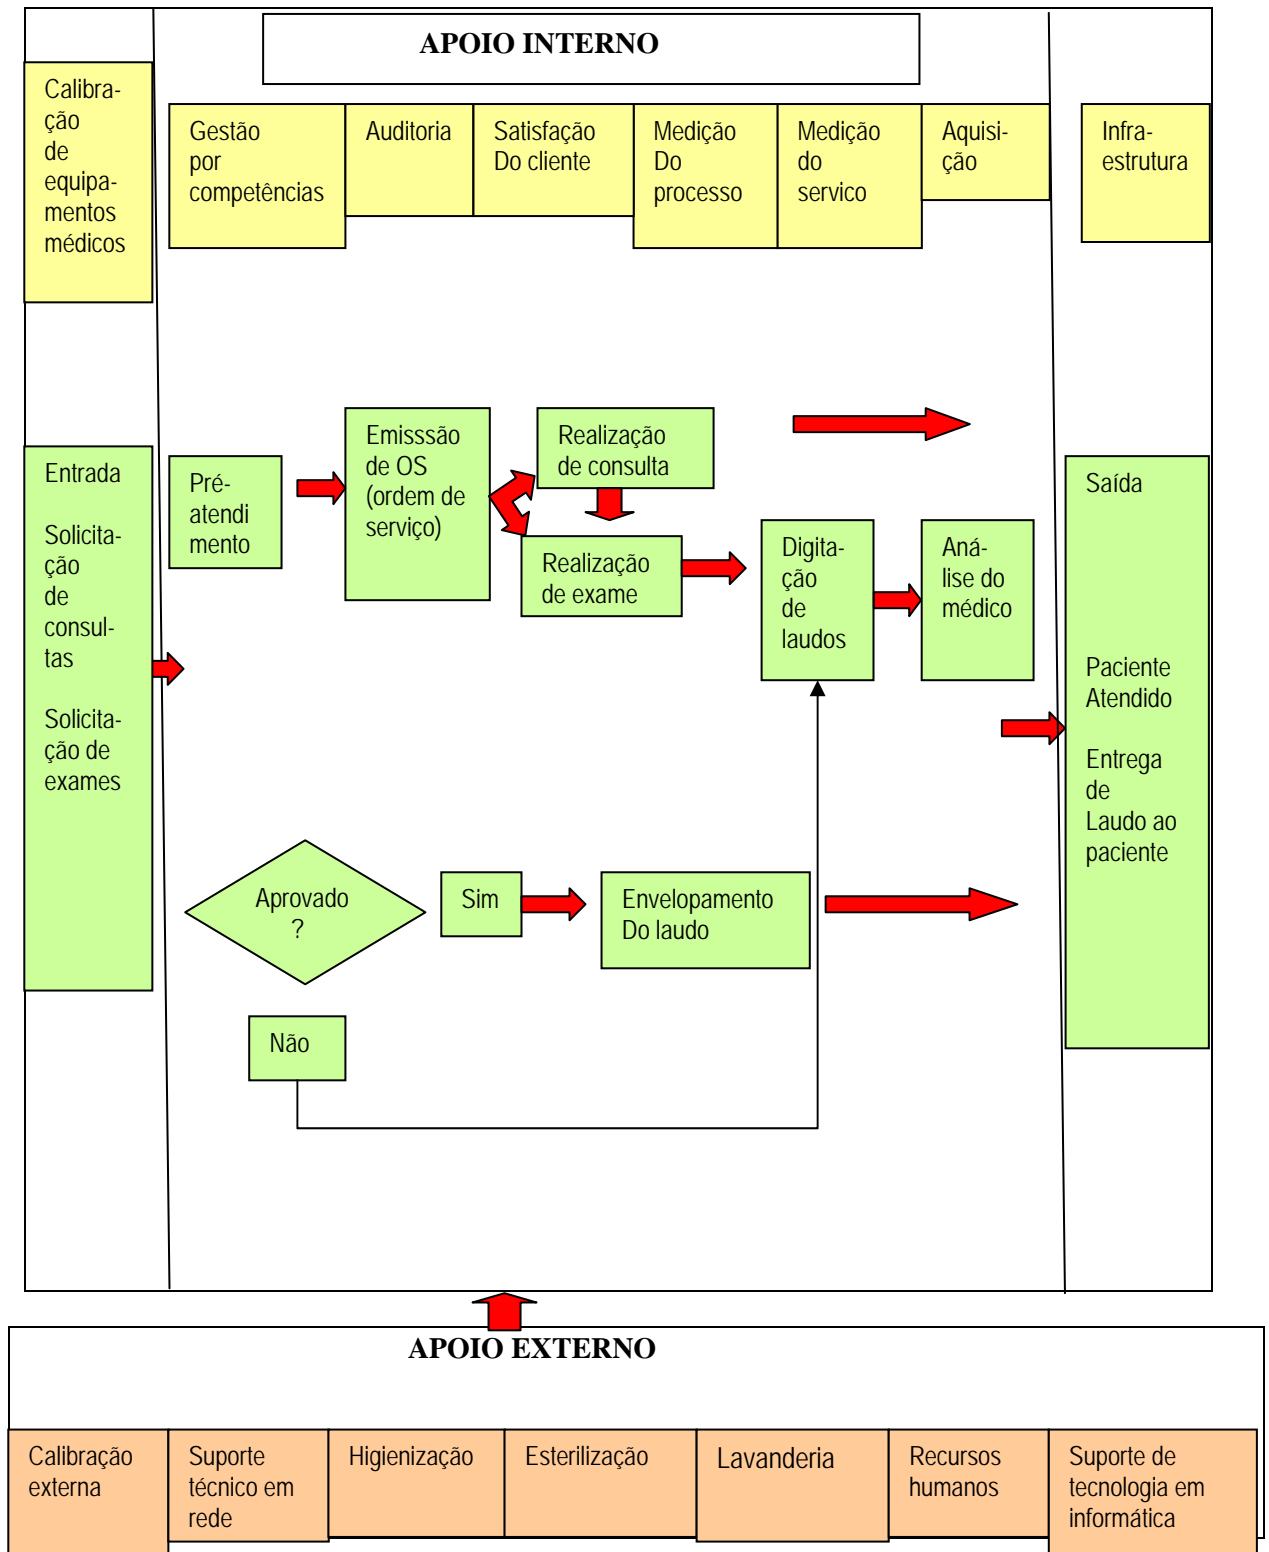 APOIO INTERNO
Calibra-
ção
de
equipa-
mentos
médicos
Gestão
por
competências
Auditoria
Satisfação
Do cliente
Medição
Do
processo
Medição
do
servico
Aquisi-
ção
Infra-
estrutura
Entrada
Solicita-
ção
de
consul-
tas
Solicita-
ção de
exames
Pré-
atendi
mento
Emisssão
de OS
(ordem de
serviço)
Realização
de consulta
Realização
de exame
Digita-
ção
de
laudos
Aná-
lise do
médico
Saída
Paciente
Atendido
Entrega
de
Laudo ao
paciente
Aprovado
?
Sim
Envelopamento
Do laudo
Não
APOIO EXTERNO
Calibração
externa
Suporte
técnico em
rede
Higienização
Esterilização
Lavanderia
Recursos
humanos
Suporte de
tecnologia em
informática